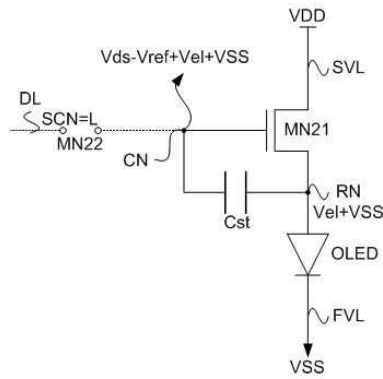 VDD
Vds-Vref+Vel+VSS
SVL
DL
SCN=L
MN22
MN21
CN
RN
Vel+VSS
Cst
OLED
FVL
VSS